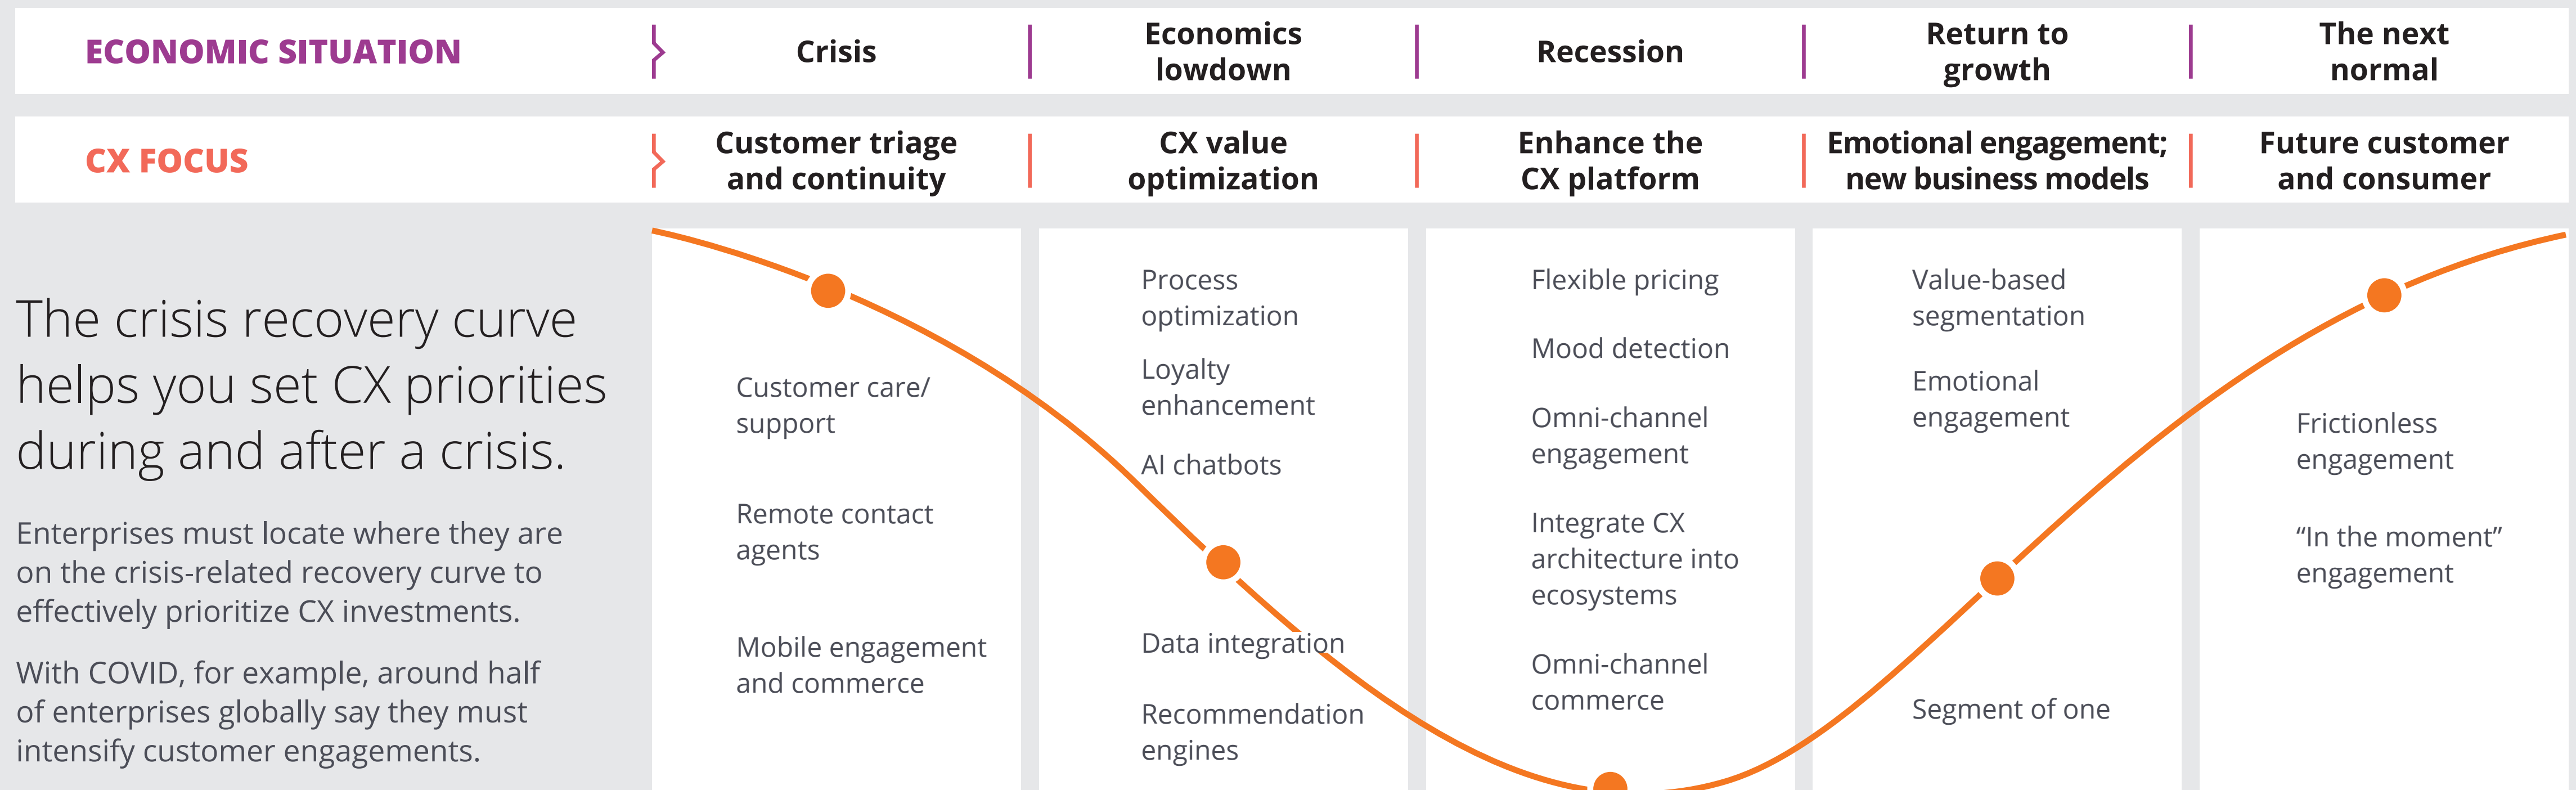 ECONOMIC SITUATION
Crisis
Economics
lowdown
Recession
Return to
growth
The next
normal
CX FOCUS
Customer triage
and continuity
CX value
optimization
Enhance the
CX platform
Emotional engagement;
new business models
Future customer
and consumer
The crisis recovery curve
helps you set CX priorities
during and after a crisis.
Enterprises must locate where they are
on the crisis-related recovery curve to
effectively prioritize CX investments.
With COVID, for example, around half
of enterprises globally say they must
intensify customer engagements.
Customer care/
support
Remote contact
agents
Mobile engagement
and commerce
Process
optimization
Loyalty
enhancement
AI chatbots
Data integration
Recommendation
engines
Flexible pricing
Mood detection
Omni-channel
engagement
Integrate CX
architecture into
ecosystems
Omni-channel
commerce
Value-based
segmentation
Emotional
engagement
Segment of one
Frictionless
engagement
“In the moment”
engagement